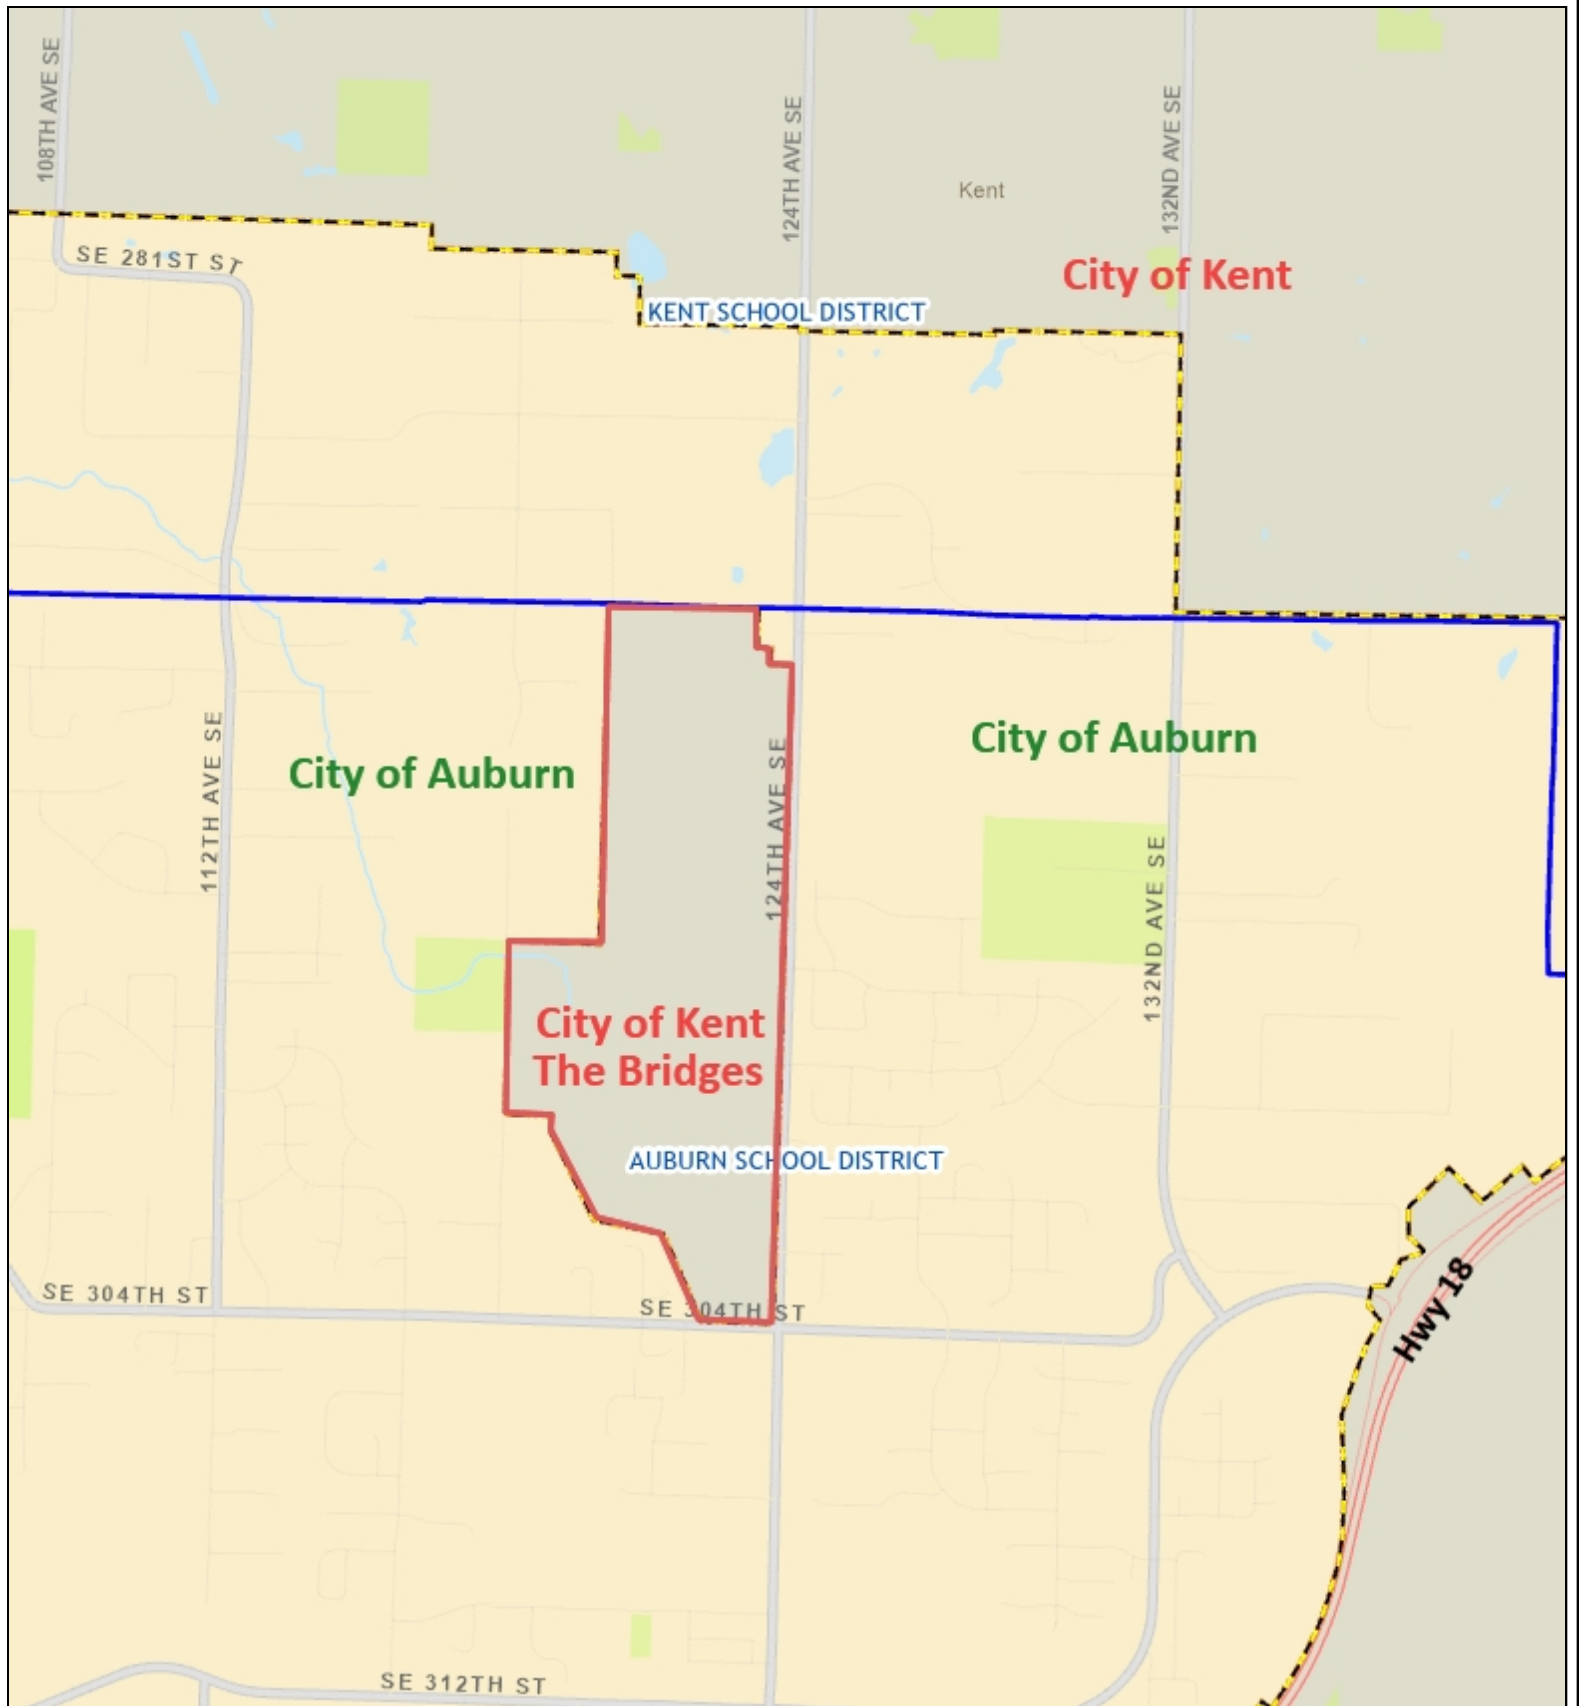 108TH AVE SE
124TH AVE SE
132ND AVE SE
Kent
SE 281ST ST
City of Kent
KENT SCHOOL DISTRICT
112TH AVE SE
City of Auburn
124TH AVE SE
City of Auburn
132ND AVE SE
City of Kent
The Bridges
AUBURN SCHOOL DISTRICT
SE 304TH ST
SE 304TH ST
Hwy 18
SE 312TH ST